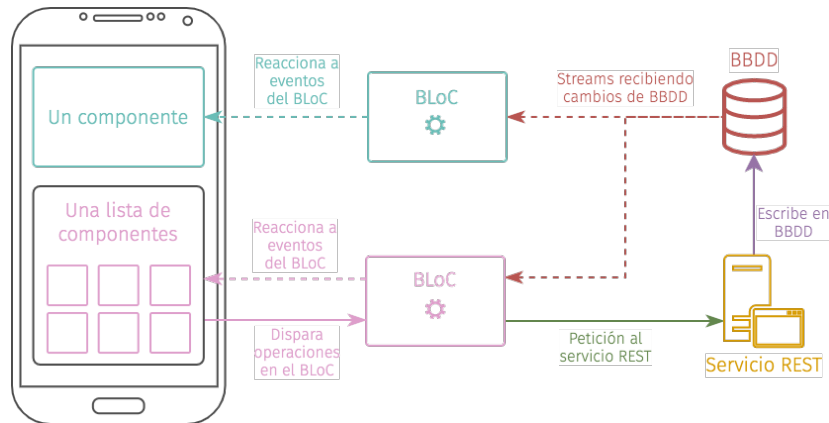 Un componente
Una lista de
componentes
Reacciona a
eventos
del BLoC
Reacciona a
eventos
del BLoC
Dispara
operaciones
en el BLoC
BLoC
BLoC
Streams recibiendo
cambios de BBDD
Petición al
servicio REST
BBDD
Escribe en
BBDD
Servicio REST